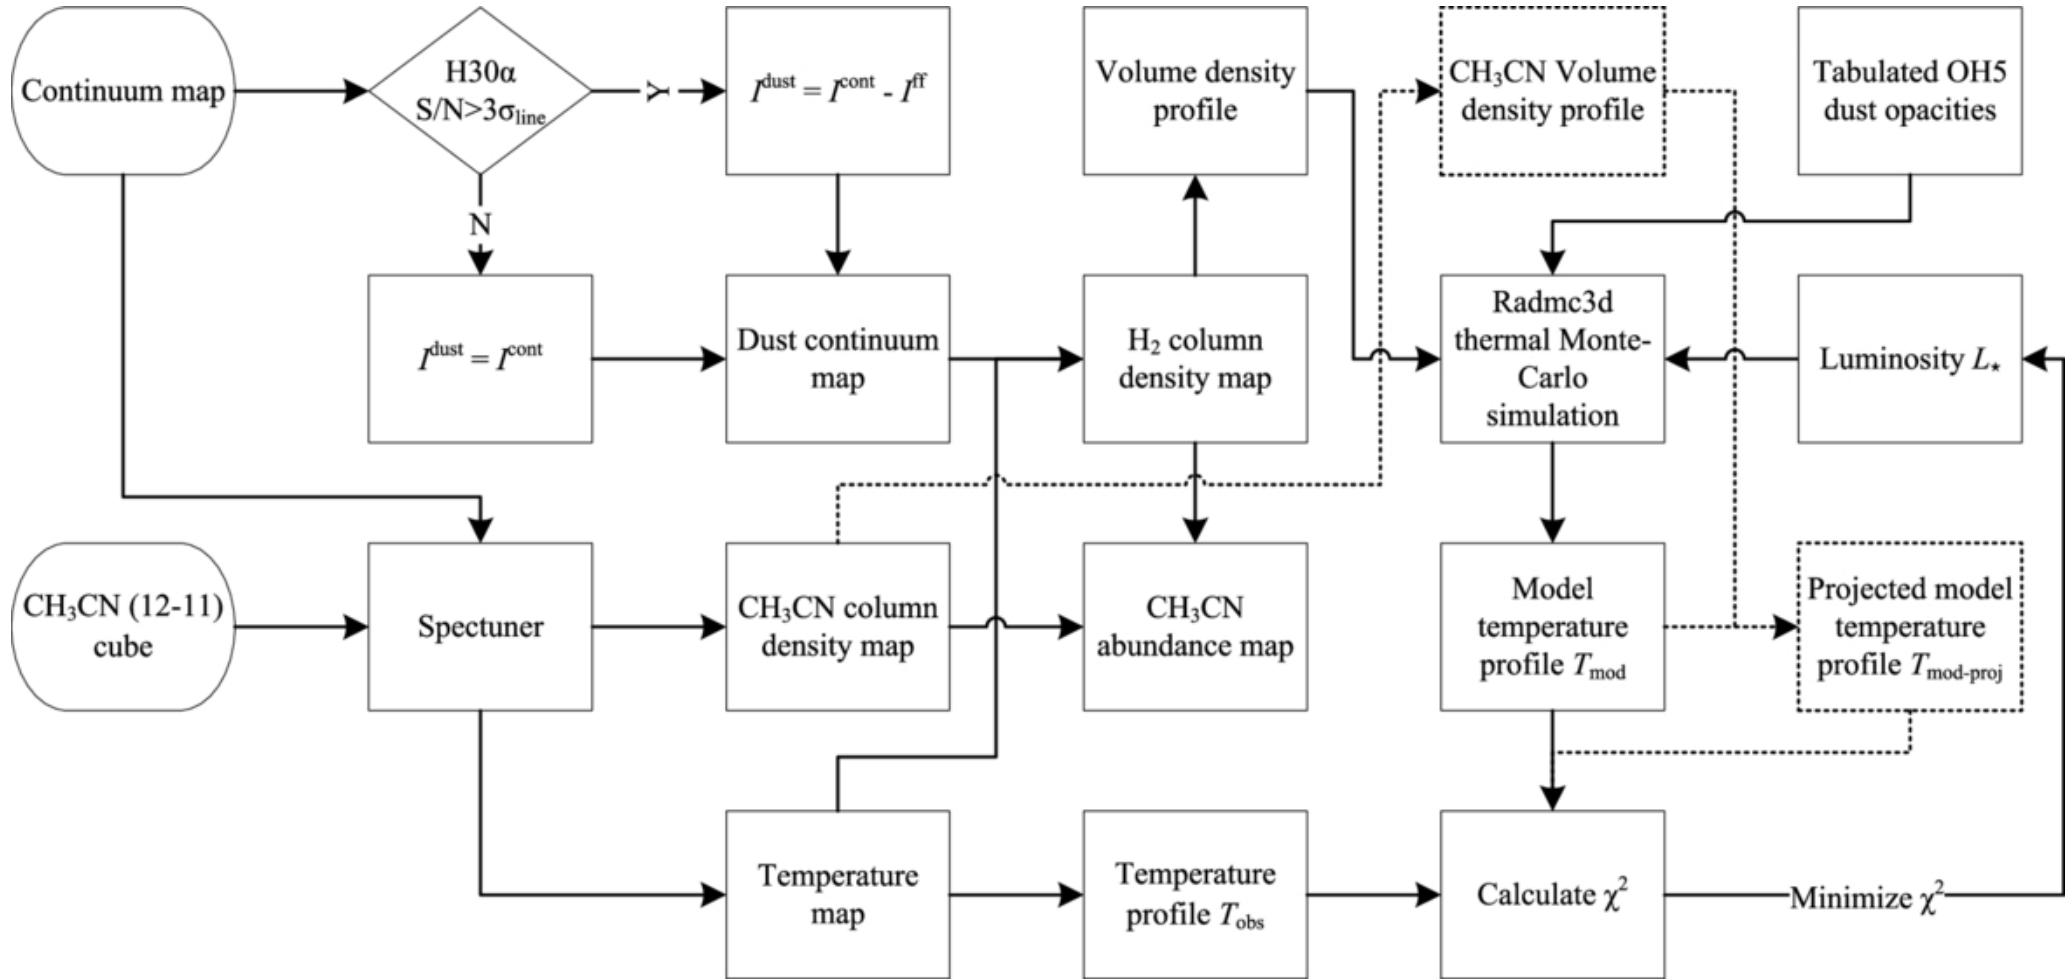 Continuum map
H30α
S/N>3σline
Y
I^dust = I^cont - I^ff
Volume density
profile
CH₃CN Volume
density profile
Tabulated OH5
dust opacities
N
I^dust = I^cont
Dust continuum
map
H₂ column
density map
Radmc3d
thermal Monte-
Carlo
simulation
Luminosity L⋆
CH₃CN (12-11)
cube
Spectuner
CH₃CN column
density map
CH₃CN
abundance map
Model
temperature
profile Tmod
Projected model
temperature
profile Tmod-proj
Temperature
map
Temperature
profile Tobs
Calculate χ²
Minimize χ²